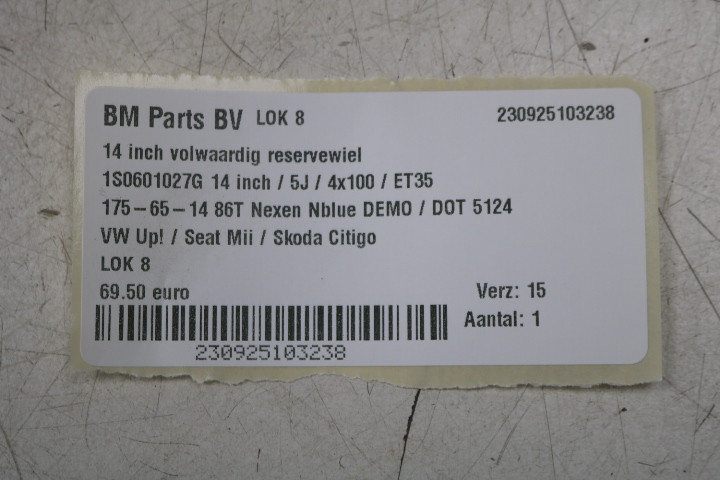 BM Parts BV LOK 8 230925103238
14 inch volwaardig reservewiel
1S0601027G 14 inch / 5J / 4x100 / ET35
175-65-14 86T Nexen Nblue DEMO / DOT 5124
VW Up! / Seat Mii / Skoda Citigo
LOK 8
69.50 euro Verz: 15
Aantal: 1
230925103238